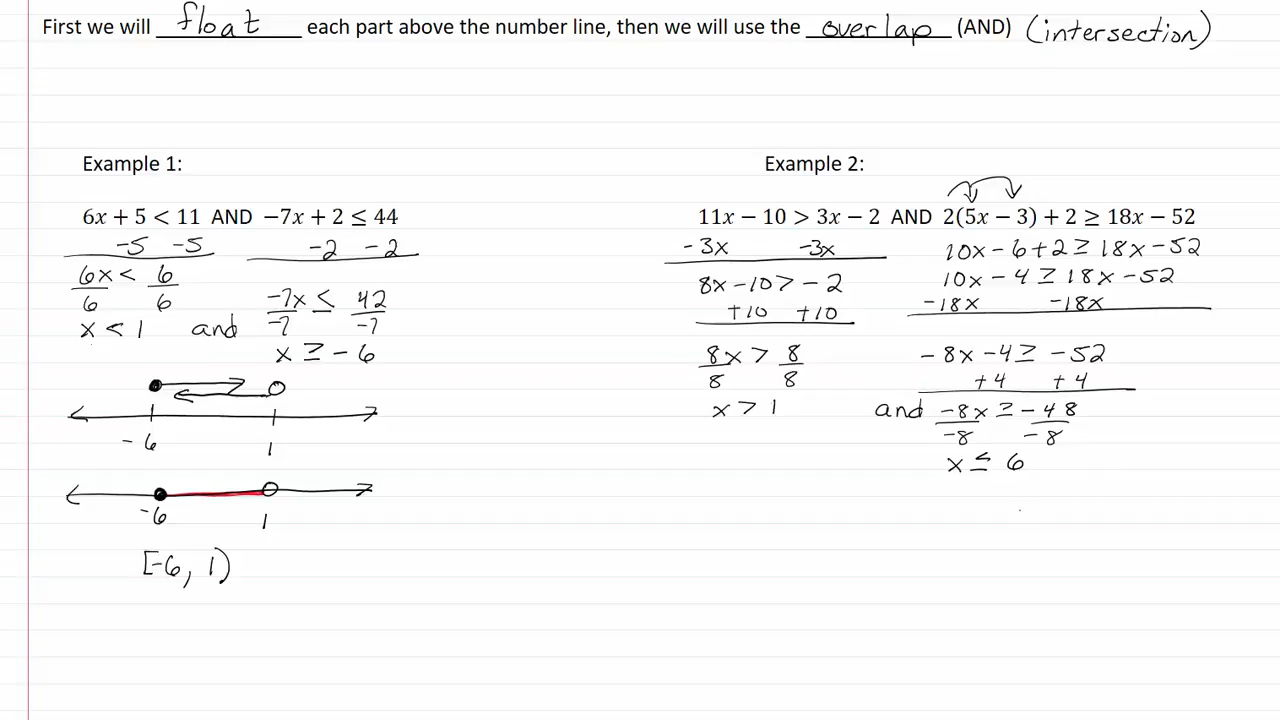 First we will float each part above the number line, then we will use the overlap (AND) (intersection)
Example 1:
6x + 5 < 11 AND −7x + 2 ≤ 44
-5 -5 -2 -2
6x < 6
6 6
-7x ≤ 42
-7 -7
x < 1 and
x ≥ -6
-6 1
-6 1
[-6, 1)
Example 2:
11x − 10 > 3x − 2 AND 2(5x − 3) + 2 ≥ 18x − 52
-3x -3x
8x -10 > -2
+10 +10
8x > 8
8 8
x > 1 and
10x - 6 + 2 ≥ 18x - 52
10x - 4 ≥ 18x - 52
-18x -18x
-8x - 4 ≥ -52
+4 +4
-8x ≥ -48
-8 -8
x ≤ 6